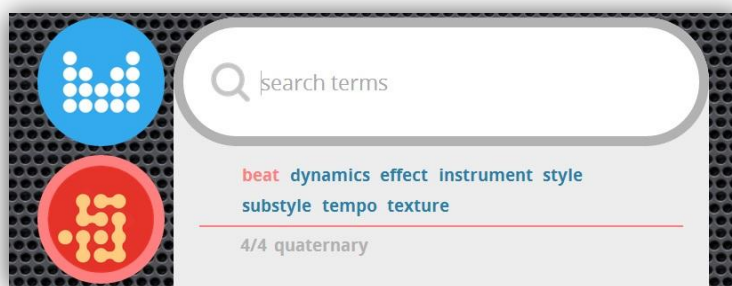 search terms
beat dynamics effect instrument style
substyle tempo texture
4/4 quaternary